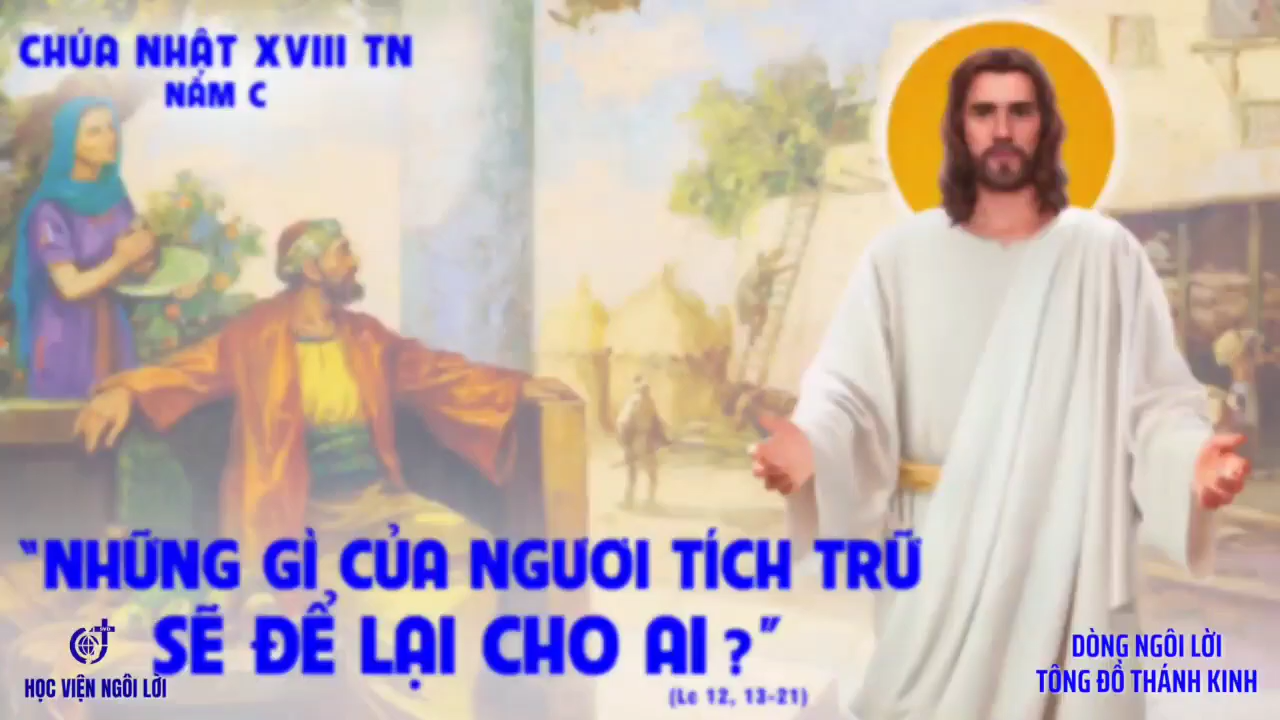 CHÚA NHẬT XVIII TN
NĂM C
“NHỮNG GÌ CỦA NGƯƠI TÍCH TRỮ
SẼ ĐỂ LẠI CHO AI ?”
(Lc 12, 13-21)
SVD
HỌC VIỆN NGÔI LỜI
DÒNG NGÔI LỜI
TÔNG ĐỒ THÁNH KINH